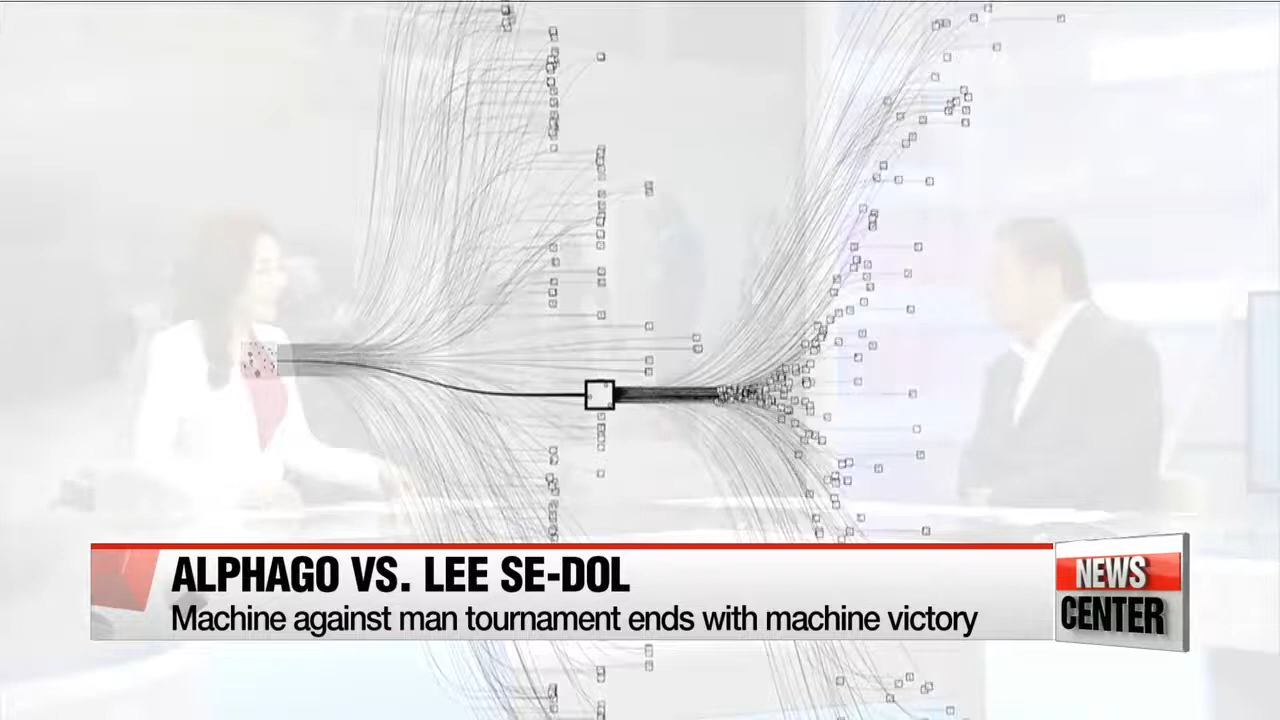 ALPHAGO VS. LEE SE-DOL
Machine against man tournament ends with machine victory
NEWS
CENTER